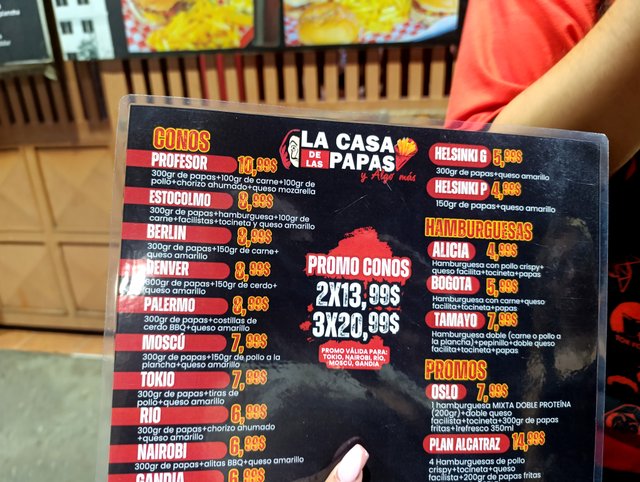 CONOS
PROFESOR 10,99$
300gr de papas+100gr de carne+100gr de
pollo+chorizo ahumado+queso mozarella
ESTOCOLMO 8,99$
300gr de papas+hamburguesa+100gr de
carne+facilistas+tocineta y queso amarillo
BERLIN 8,99$
300gr de papas+150gr de carne+
queso amarillo
DENVER 8,99$
300gr de papas+150gr de cerdo+
queso amarillo
PALERMO 8,99$
300gr de papas+costillas de
cerdo BBQ+queso amarillo
MOSCÚ 7,99$
300gr de papas+150gr de pollo a la
plancha+queso amarillo
TOKIO 7,99$
300gr de papas+tiras de
pollo+queso amarillo
RIO 6,99$
300gr de papas+chorizo ahumado
+queso amarillo
NAIROBI 6,99$
300gr de papas+alitas BBQ+queso amarillo
GANDIA 6,99$
LA CASA
DE LAS PAPAS
y Algo más
PROMO CONOS
2X13,99$
3X20,99$
PROMO VÁLIDA PARA:
TOKIO, NAIROBI, RÍO,
MOSCÚ, GANDIA
HELSINKI G 5,99$
300gr de papas+queso amarillo
HELSINKI P 4,99$
150gr de papas+queso amarillo
HAMBURGUESAS
ALICIA 4,99$
Hamburguesa con pollo crispy+
queso facilita+tocineta+papas
BOGOTA 5,99$
Hamburguesa con carne+queso
facilita+tocineta+papas
TAMAYO 7,99$
Hamburguesa doble (carne o pollo a
la plancha)+pepinillo+doble queso
facilita+tocineta+papas
PROMOS
OSLO 7,99$
1 hamburguesa MIXTA DOBLE PROTEÍNA
(200gr)+doble queso
facilista+tocineta+300gr de papas
fritas+1refresco 350ml
PLAN ALCATRAZ 14,99$
4 Hamburguesas de pollo
crispy+tocineta+queso
facilista+200gr de papas fritas